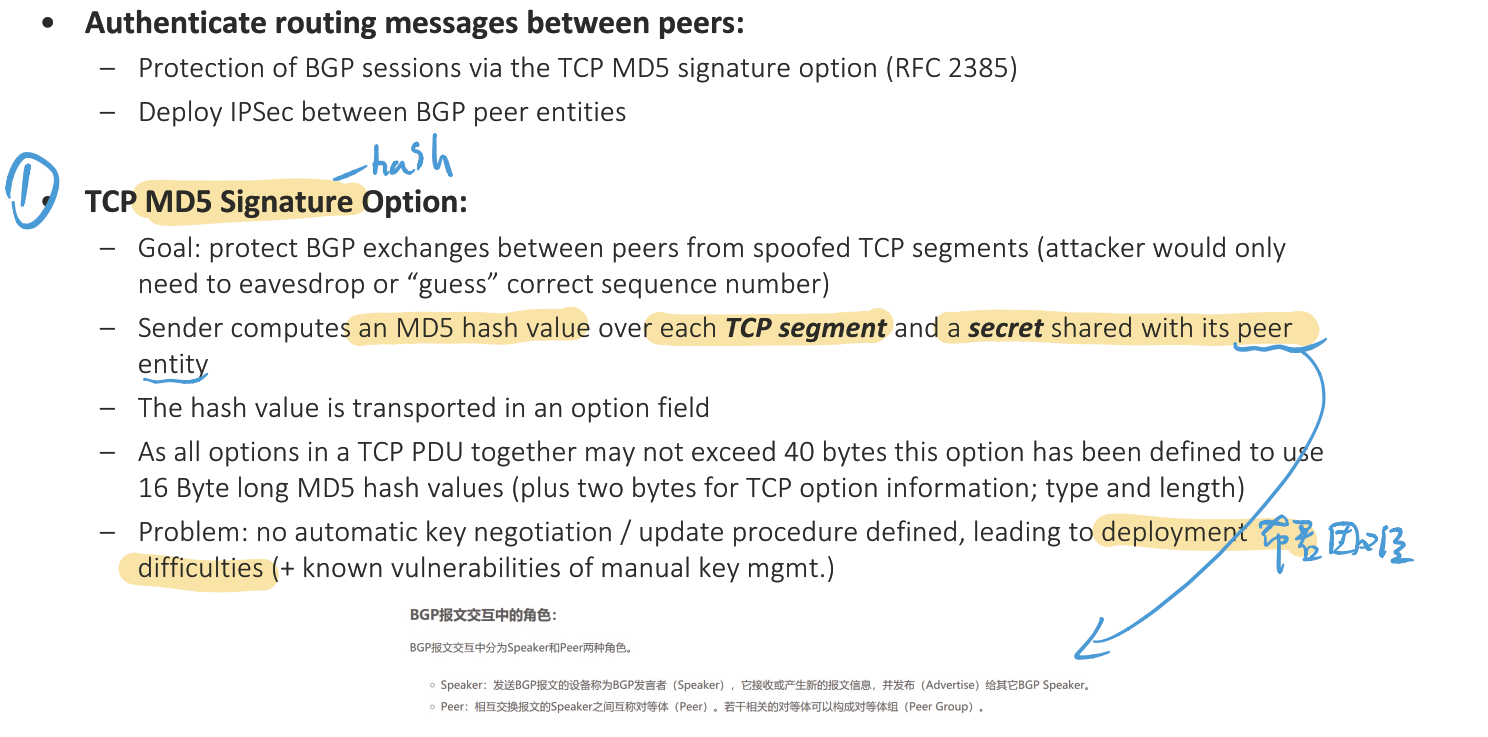 • Authenticate routing messages between peers:
– Protection of BGP sessions via the TCP MD5 signature option (RFC 2385)
– Deploy IPSec between BGP peer entities
hash
①
• TCP MD5 Signature Option:
– Goal: protect BGP exchanges between peers from spoofed TCP segments (attacker would only
need to eavesdrop or “guess” correct sequence number)
– Sender computes an MD5 hash value over each TCP segment and a secret shared with its peer
entity
– The hash value is transported in an option field
– As all options in a TCP PDU together may not exceed 40 bytes this option has been defined to use
16 Byte long MD5 hash values (plus two bytes for TCP option information; type and length)
– Problem: no automatic key negotiation / update procedure defined, leading to deployment
difficulties (+ known vulnerabilities of manual key mgmt.)
BGP报文交互中的角色：
BGP报文交互中分为Speaker和Peer两种角色。
○ Speaker：发送BGP报文的设备称为BGP发言者（Speaker），它接收或产生新的报文信息，并发布（Advertise）给其它BGP Speaker。
○ Peer：相互交换报文的Speaker之间互称对等体（Peer）。若干相关的对等体可以构成对等体组（Peer Group）。